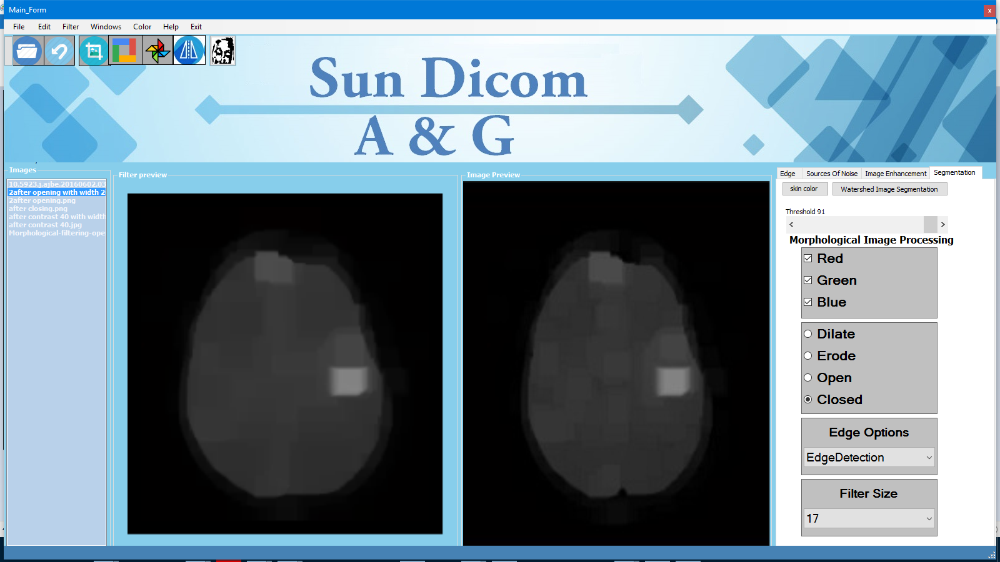 Main_Form
File Edit Filter Windows Color Help Exit
Sun Dicom
A & G
Images
10.5923.j.ajbe.20160602.03
2after opening with width 2
2after opening.png
after closing.png
after contrast 40 with width
after contrast 40.jpg
Morphological-filtering-ope
Filter preview
Image Preview
Edge Sources Of Noise Image Enhancement Segmentation
skin color Watershed Image Segmentation
Threshold 91
Morphological Image Processing
Red
Green
Blue
Dilate
Erode
Open
Closed
Edge Options
EdgeDetection
Filter Size
17